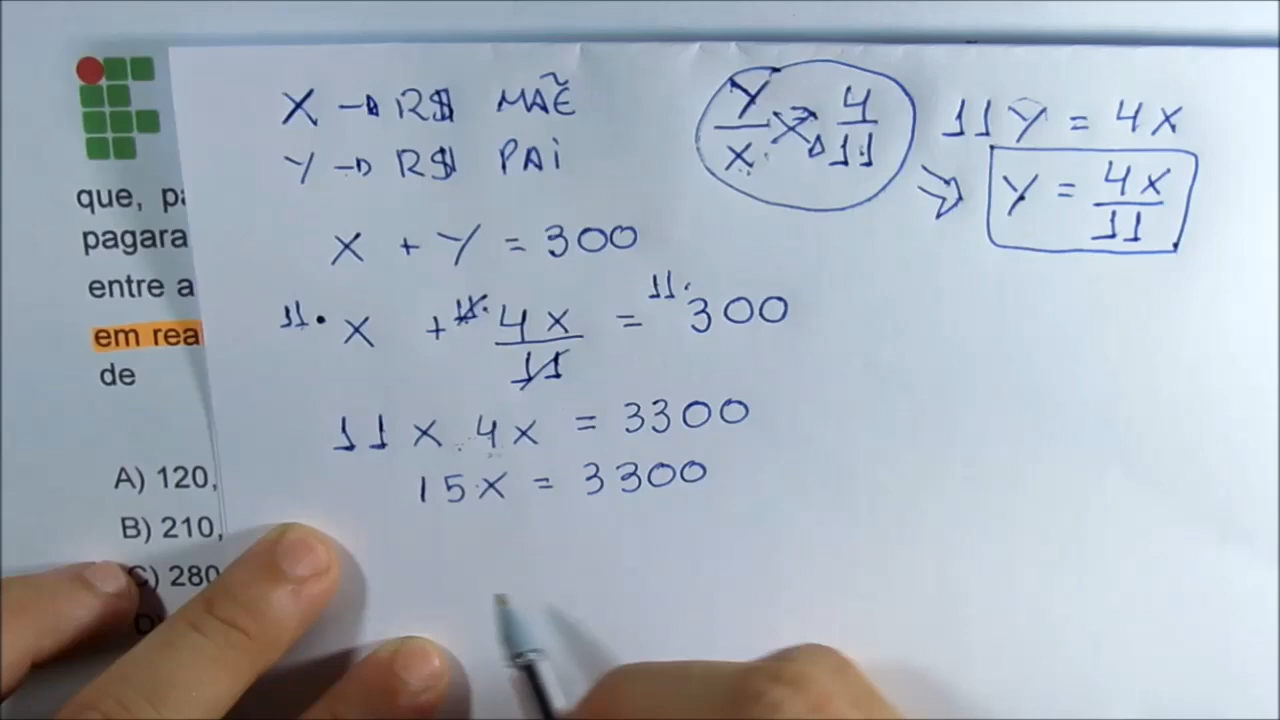 X → R$ MÃE
Y → R$ PAI
X + Y = 300
11 · X + 11 · 4X/11 = 11 · 300
11X 4X = 3300
15X = 3300
Y/X 4/11
11Y = 4X
Y = 4X/11
que,
pagara
entre a
em rea
de
A) 120,
B) 210,
C) 280